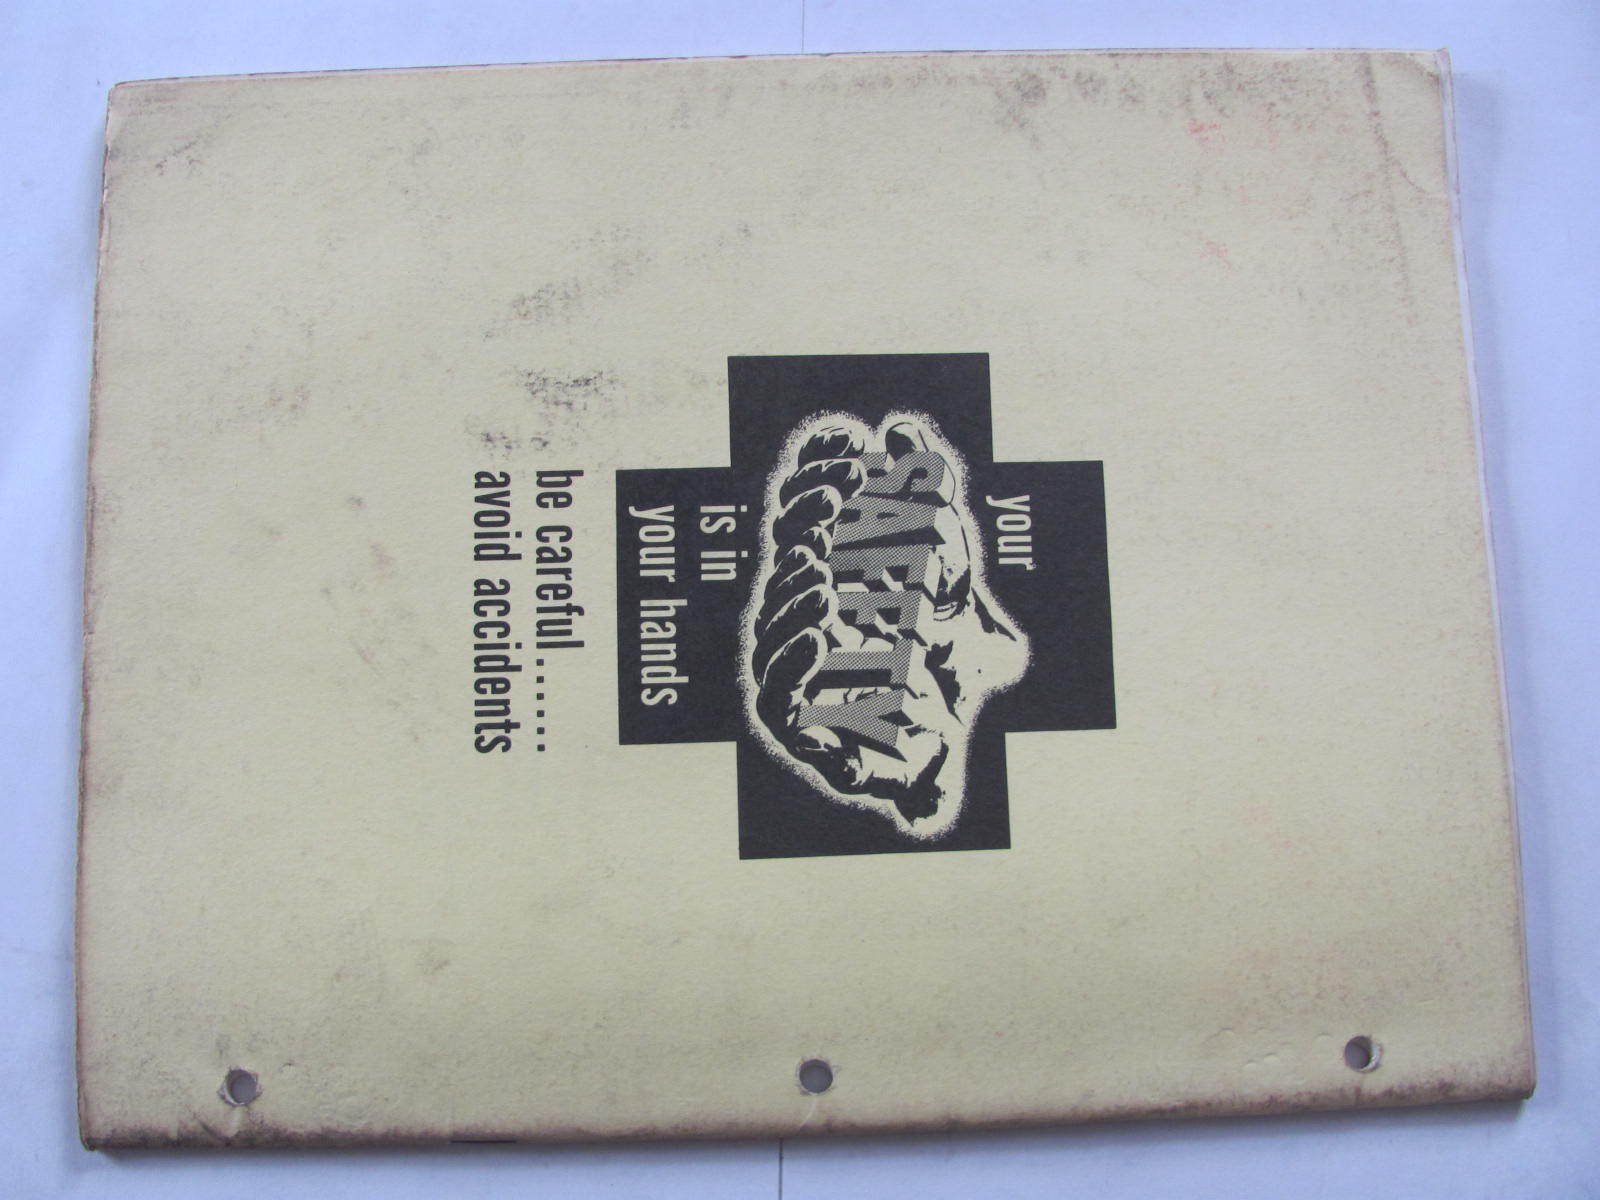 your
SAFETY
is in
your hands
be careful......
avoid accidents